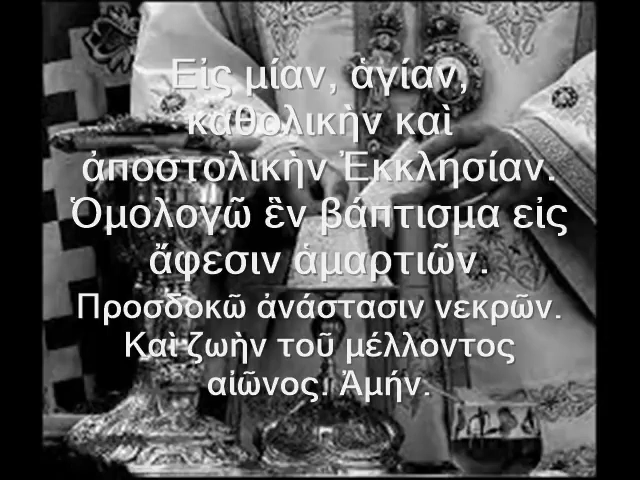 Εἰς μίαν, ἁγίαν,
καθολικὴν καὶ
ἀποστολικὴν Ἐκκλησίαν.
Ὁμολογῶ ἓν βάπτισμα εἰς
ἄφεσιν ἁμαρτιῶν.
Προσδοκῶ ἀνάστασιν νεκρῶν.
Καὶ ζωὴν τοῦ μέλλοντος
αἰῶνος. Ἀμήν.